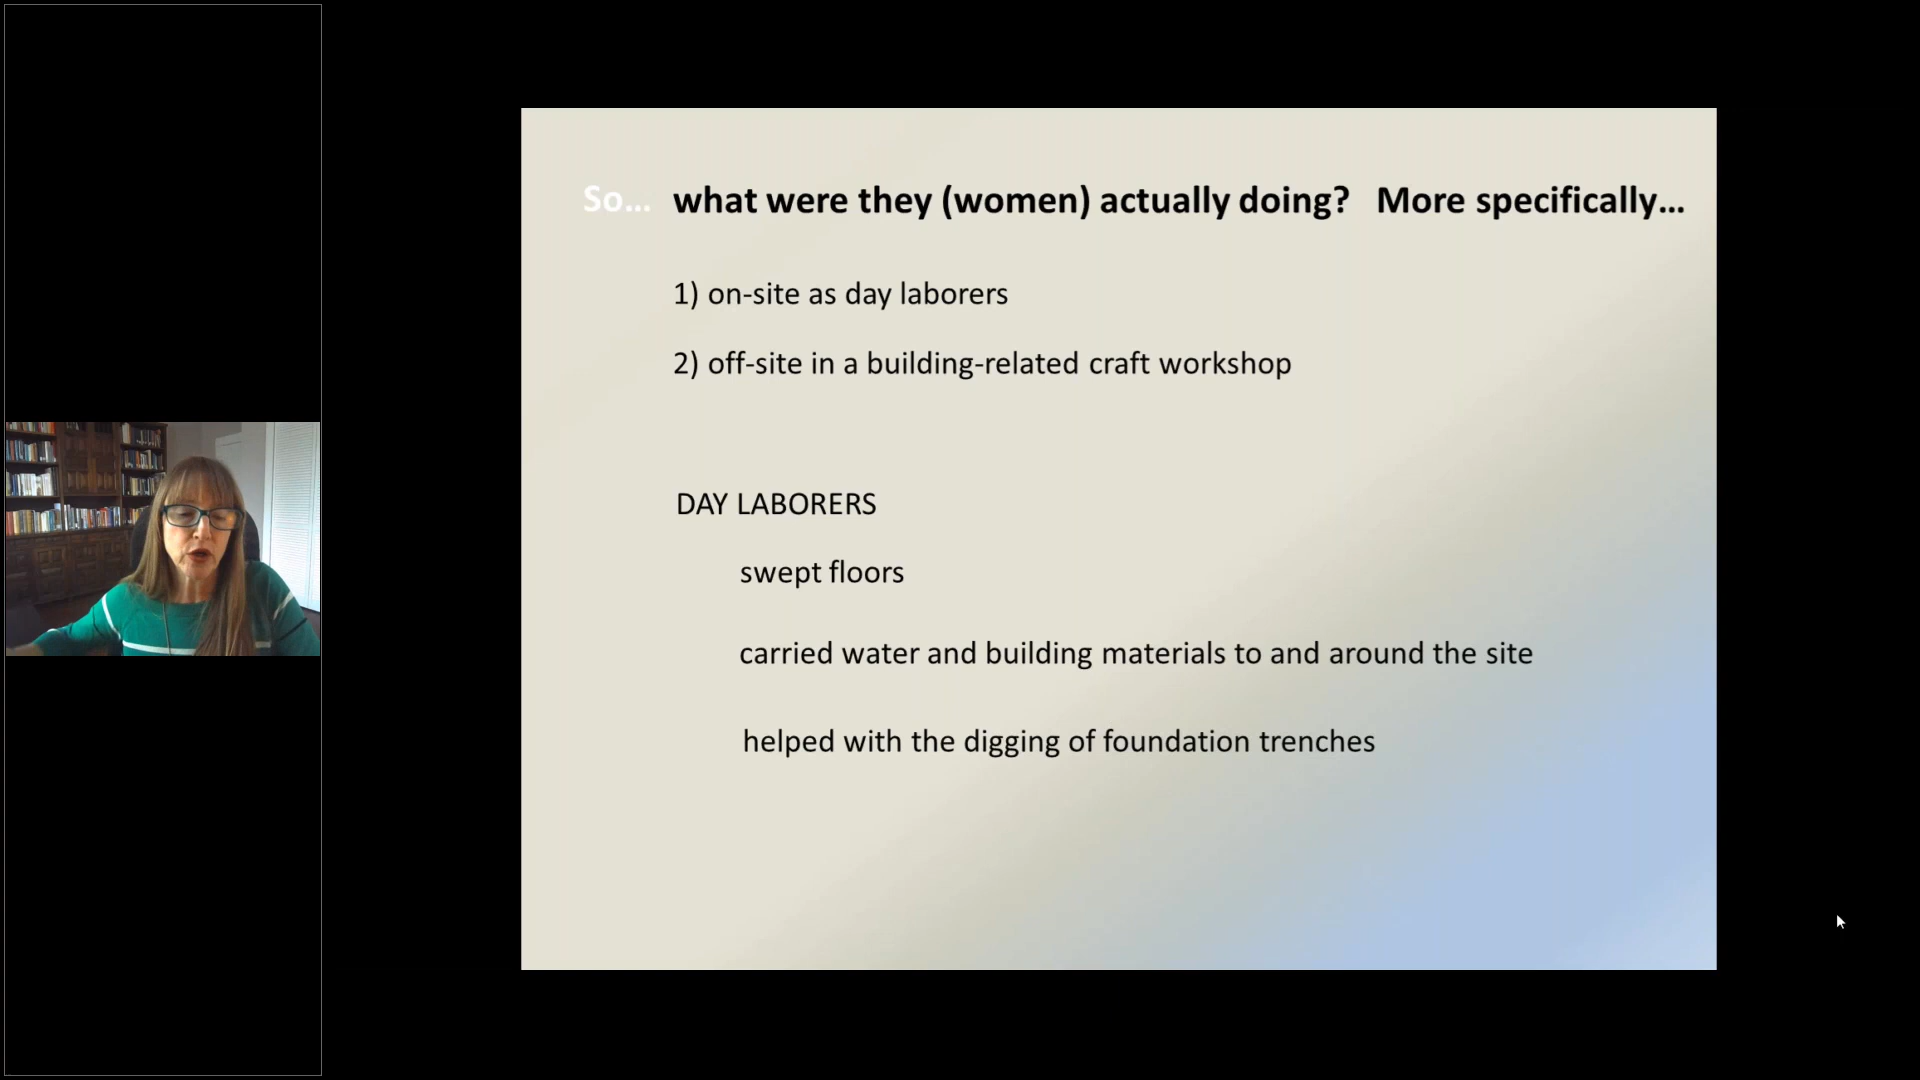 So... what were they (women) actually doing? More specifically...
1) on-site as day laborers
2) off-site in a building-related craft workshop
DAY LABORERS
swept floors
carried water and building materials to and around the site
helped with the digging of foundation trenches